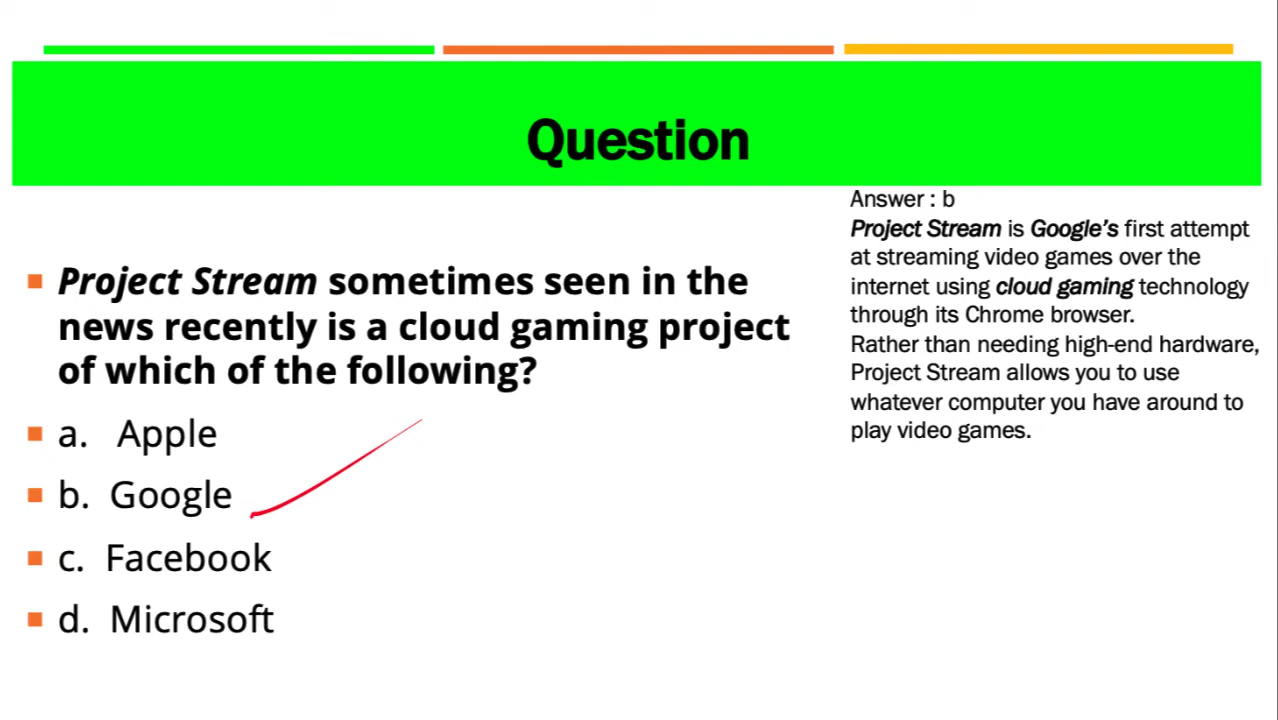 Question
Project Stream sometimes seen in the
news recently is a cloud gaming project
of which of the following?
a. Apple
b. Google
c. Facebook
d. Microsoft
Answer : b
Project Stream is Google’s first attempt
at streaming video games over the
internet using cloud gaming technology
through its Chrome browser.
Rather than needing high-end hardware,
Project Stream allows you to use
whatever computer you have around to
play video games.